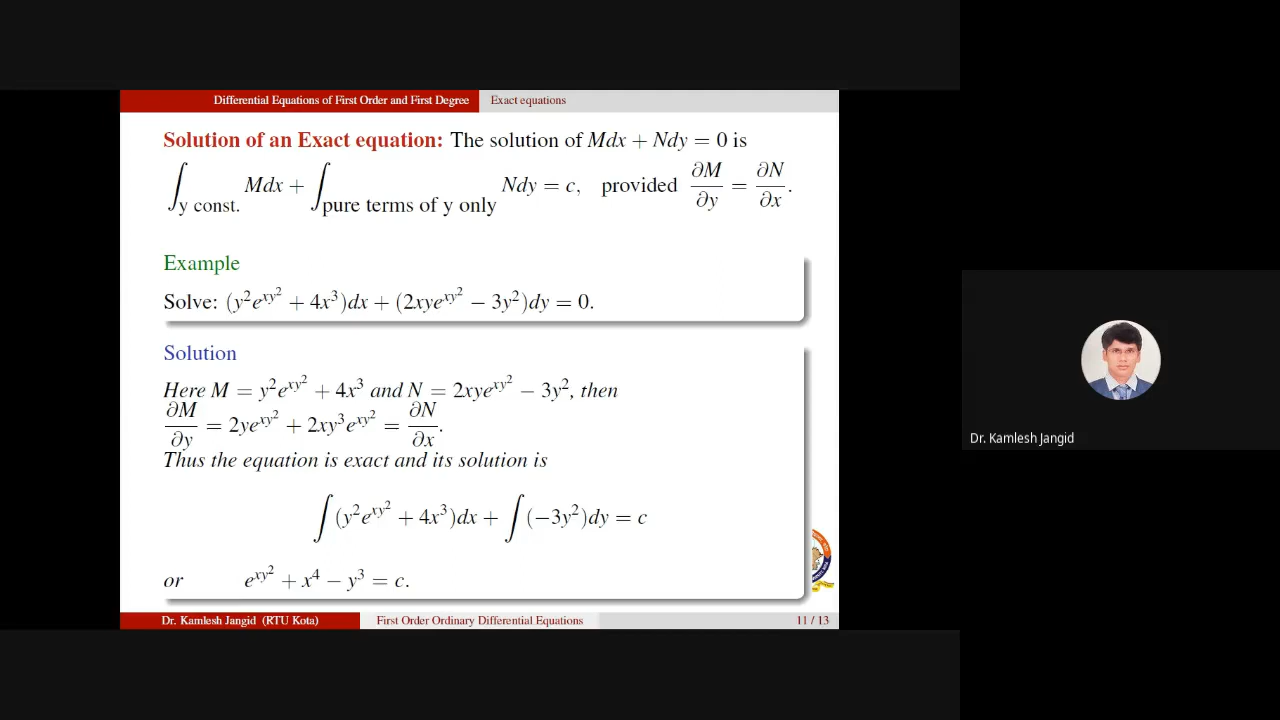 Differential Equations of First Order and First Degree Exact equations
Solution of an Exact equation: The solution of Mdx + Ndy = 0 is
∫_{y const.} Mdx + ∫_{pure terms of y only} Ndy = c, provided ∂M/∂y = ∂N/∂x.
Example
Solve: (y²e^{xy²} + 4x³)dx + (2xye^{xy²} − 3y²)dy = 0.
Solution
Here M = y²e^{xy²} + 4x³ and N = 2xye^{xy²} − 3y², then
∂M/∂y = 2ye^{xy²} + 2xy³e^{xy²} = ∂N/∂x.
Thus the equation is exact and its solution is
∫(y²e^{xy²} + 4x³)dx + ∫(−3y²)dy = c
or e^{xy²} + x⁴ − y³ = c.
Dr. Kamlesh Jangid (RTU Kota) First Order Ordinary Differential Equations 11 / 13
Dr. Kamlesh Jangid